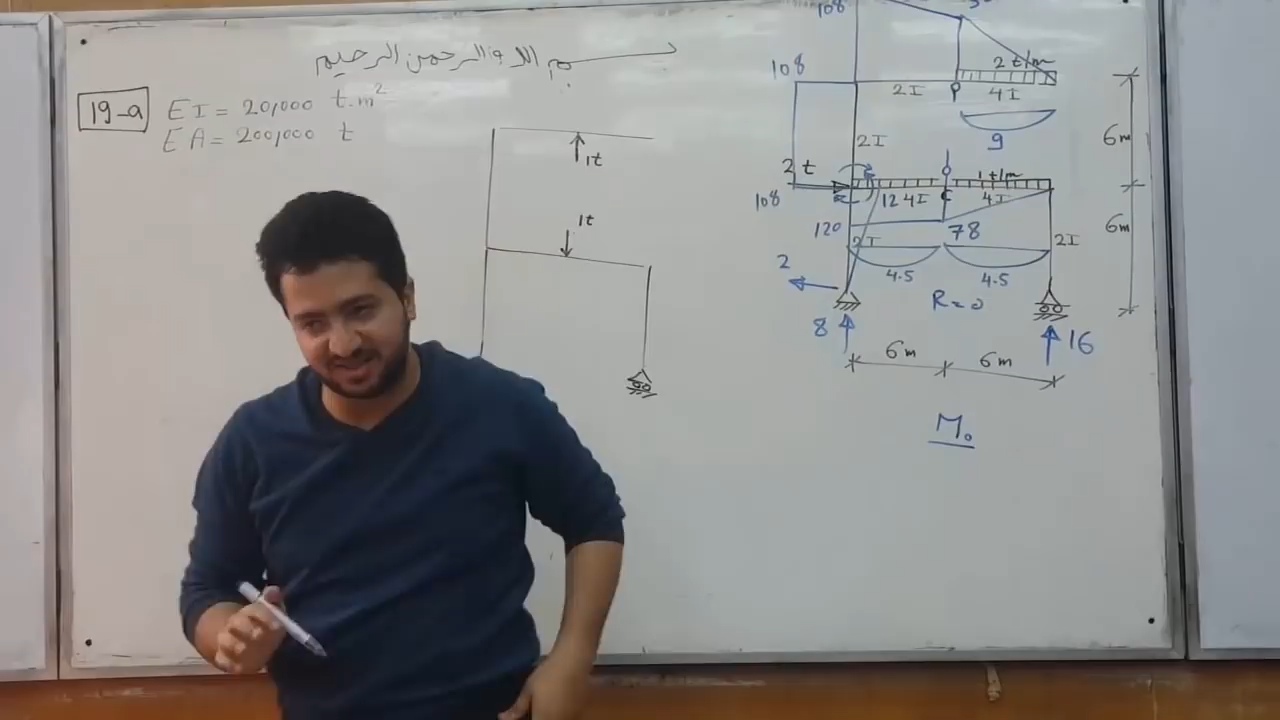 بسم الله الرحمن الرحيم
19-a
EI = 20,000 t.m²
EA = 200,000 t
1t
1t
108
108
2 t/m
2I
P
4I
9
6m
2I
2 t
1 t/m
108
12
4I
C
4I
120
78
2I
2I
6m
4.5
4.5
2
R=0
8
16
6m
6m
M₀